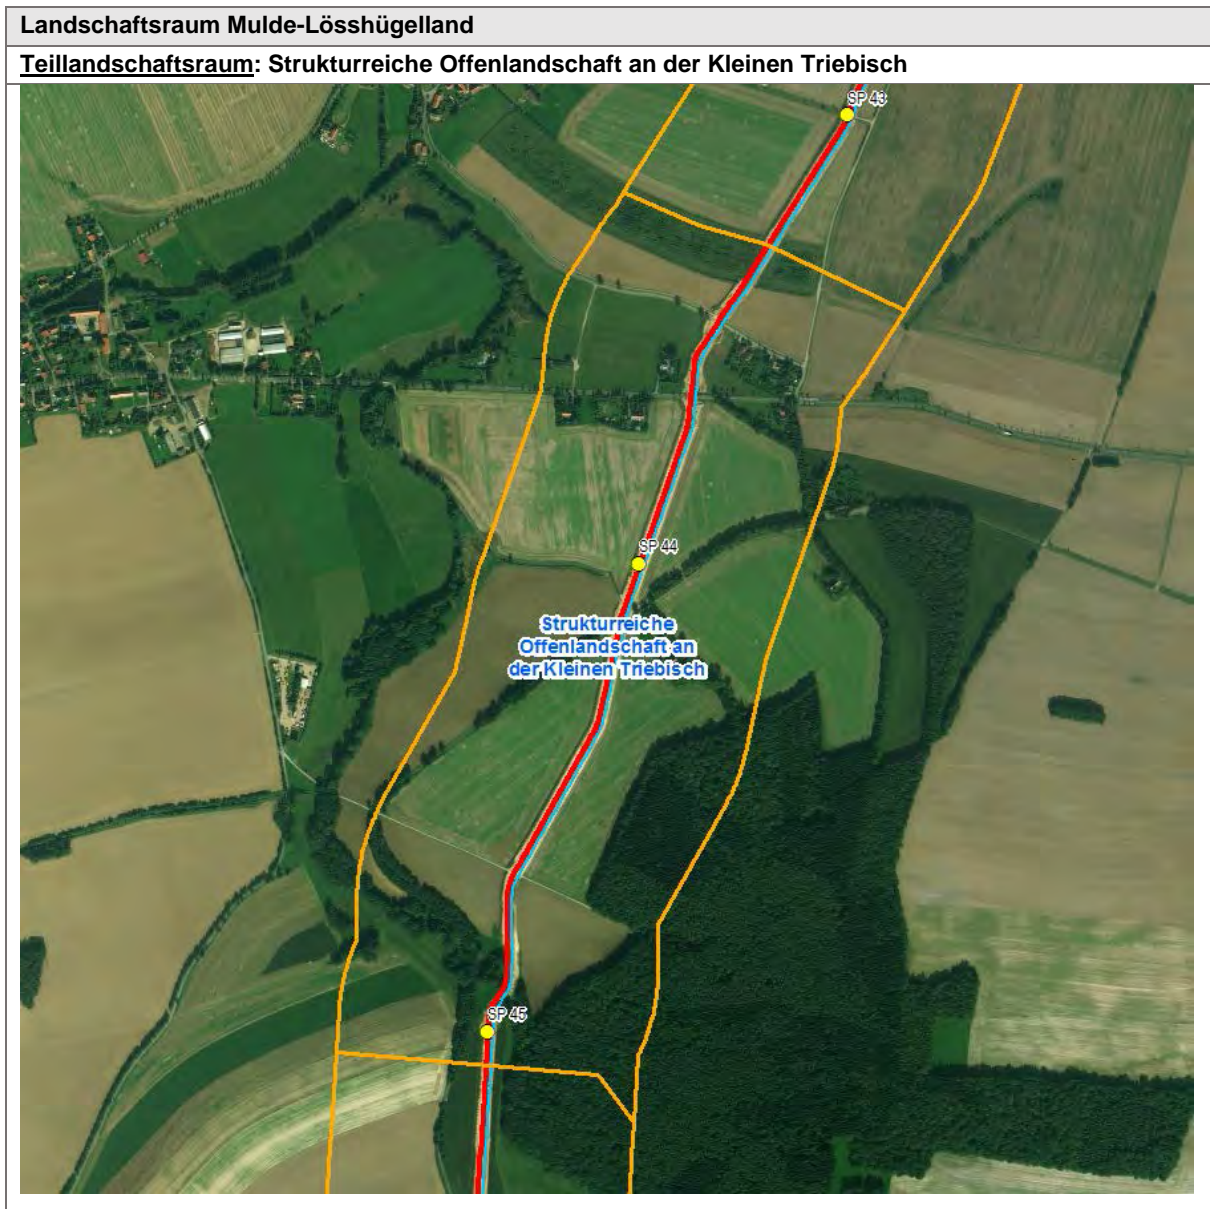 Landschaftsraum Mulde-Lösshügelland
Teillandschaftsraum: Strukturreiche Offenlandschaft an der Kleinen Triebisch
SP 43
SP 44
Strukturreiche
Offenlandschaft an
der Kleinen Triebisch
SP 45